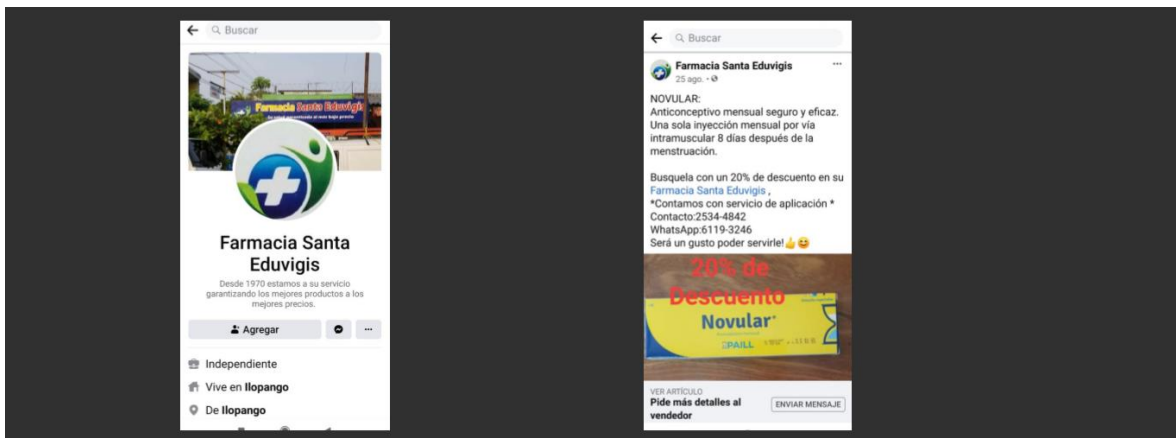 Buscar
Farmacia Santa Eduvigis
Farmacia Santa
Eduvigis
Desde 1970 estamos a su servicio
garantizando los mejores productos a los
mejores precios.
Agregar
Independiente
Vive en Ilopango
De Ilopango
Buscar
Farmacia Santa Eduvigis
25 ago.
NOVULAR:
Anticonceptivo mensual seguro y eficaz.
Una sola inyección mensual por vía
intramuscular 8 días después de la
menstruación.
Busquela con un 20% de descuento en su
Farmacia Santa Eduvigis ,
*Contamos con servicio de aplicación *
Contacto:2534-4842
WhatsApp:6119-3246
Será un gusto poder servirle!
20% de
Descuento
Novular
PAILL
VER ARTÍCULO
Pide más detalles al
vendedor
ENVIAR MENSAJE